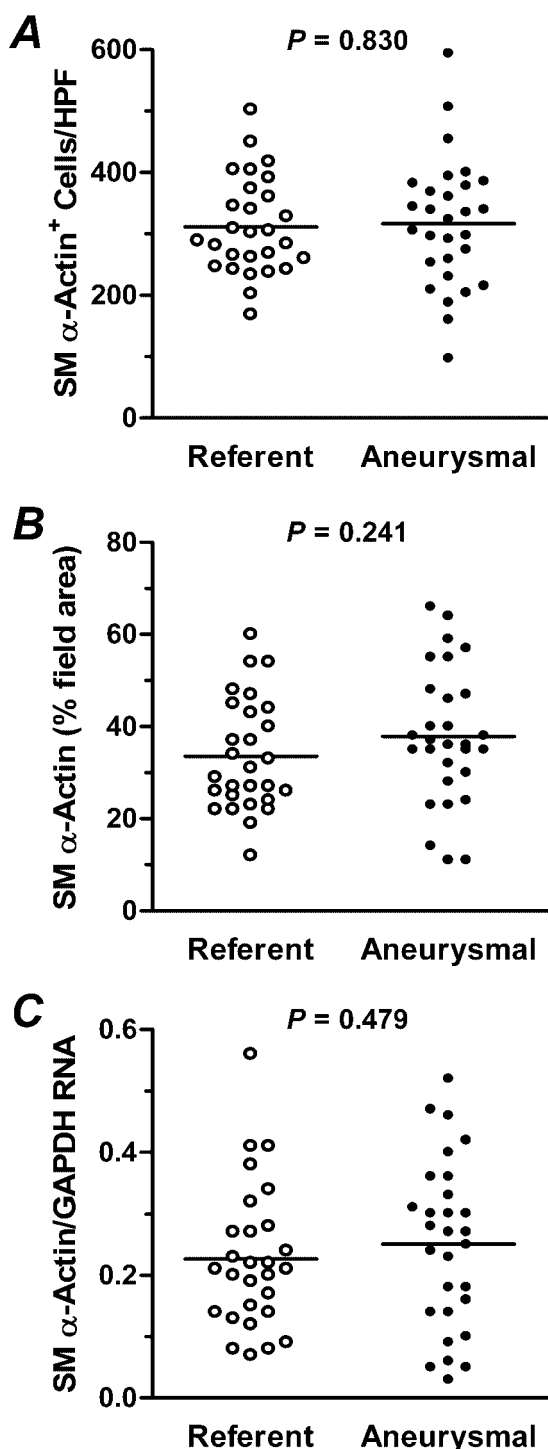 A
P = 0.830
SM α-Actin⁺ Cells/HPF
600
400
200
0
Referent Aneurysmal
B
P = 0.241
SM α-Actin (% field area)
80
60
40
20
0
Referent Aneurysmal
C
P = 0.479
SM α-Actin/GAPDH RNA
0.6
0.4
0.2
0.0
Referent Aneurysmal